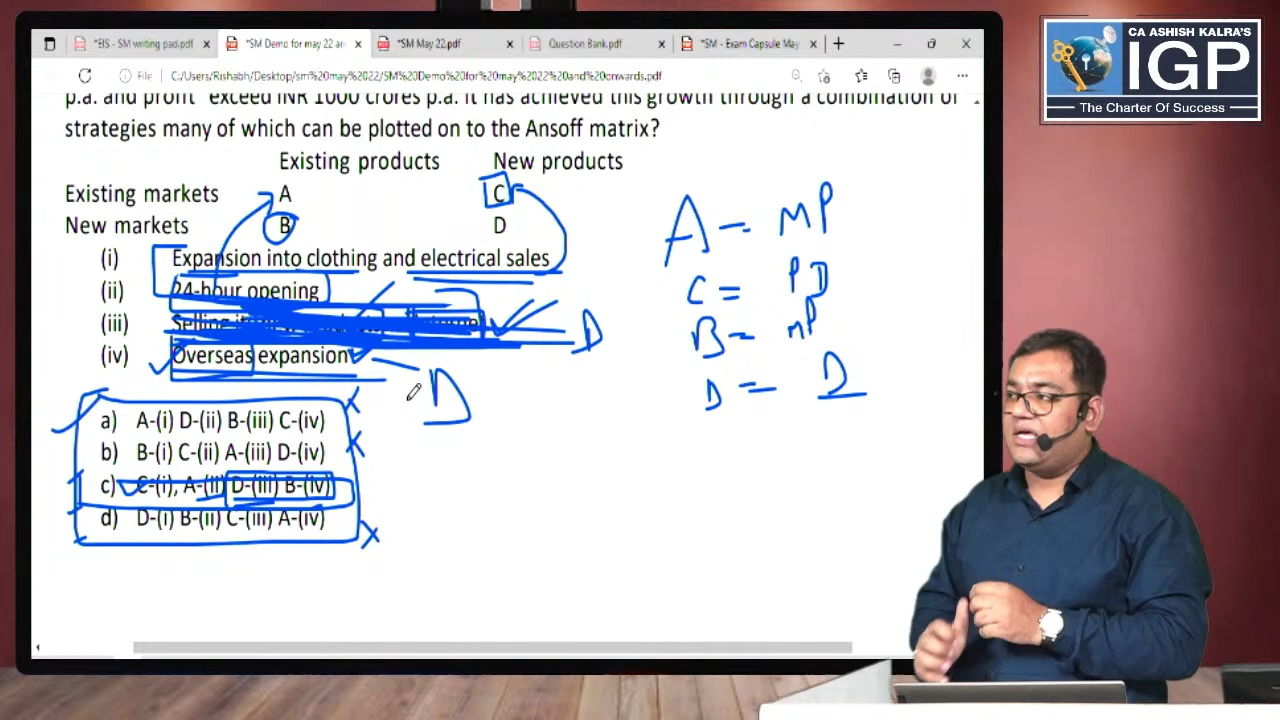 *EIS - SM writing pad.pdf
*SM Demo for may 22 an
*SM May 22.pdf
Question Bank.pdf
*SM - Exam Capsule May
File C:/Users/Rishabh/Desktop/sm%20may%2022/SM%20Demo%20for%20may%2022%20and%20onwards.pdf
CA ASHISH KALRA'S
IGP
The Charter Of Success
p.a. and profit exceed INR 1000 crores p.a. It has achieved this growth through a combination of
strategies many of which can be plotted on to the Ansoff matrix?
Existing products New products
Existing markets A C
New markets B D
(i) Expansion into clothing and electrical sales
(ii) 24-hour opening
(iii) Selling
(iv) Overseas expansion
D
D
a) A-(i) D-(ii) B-(iii) C-(iv)
b) B-(i) C-(ii) A-(iii) D-(iv)
c) C-(i), A-(ii) D-(iii) B-(iv)
d) D-(i) B-(ii) C-(iii) A-(iv)
A = MP
C = PD
B = MP
D = D